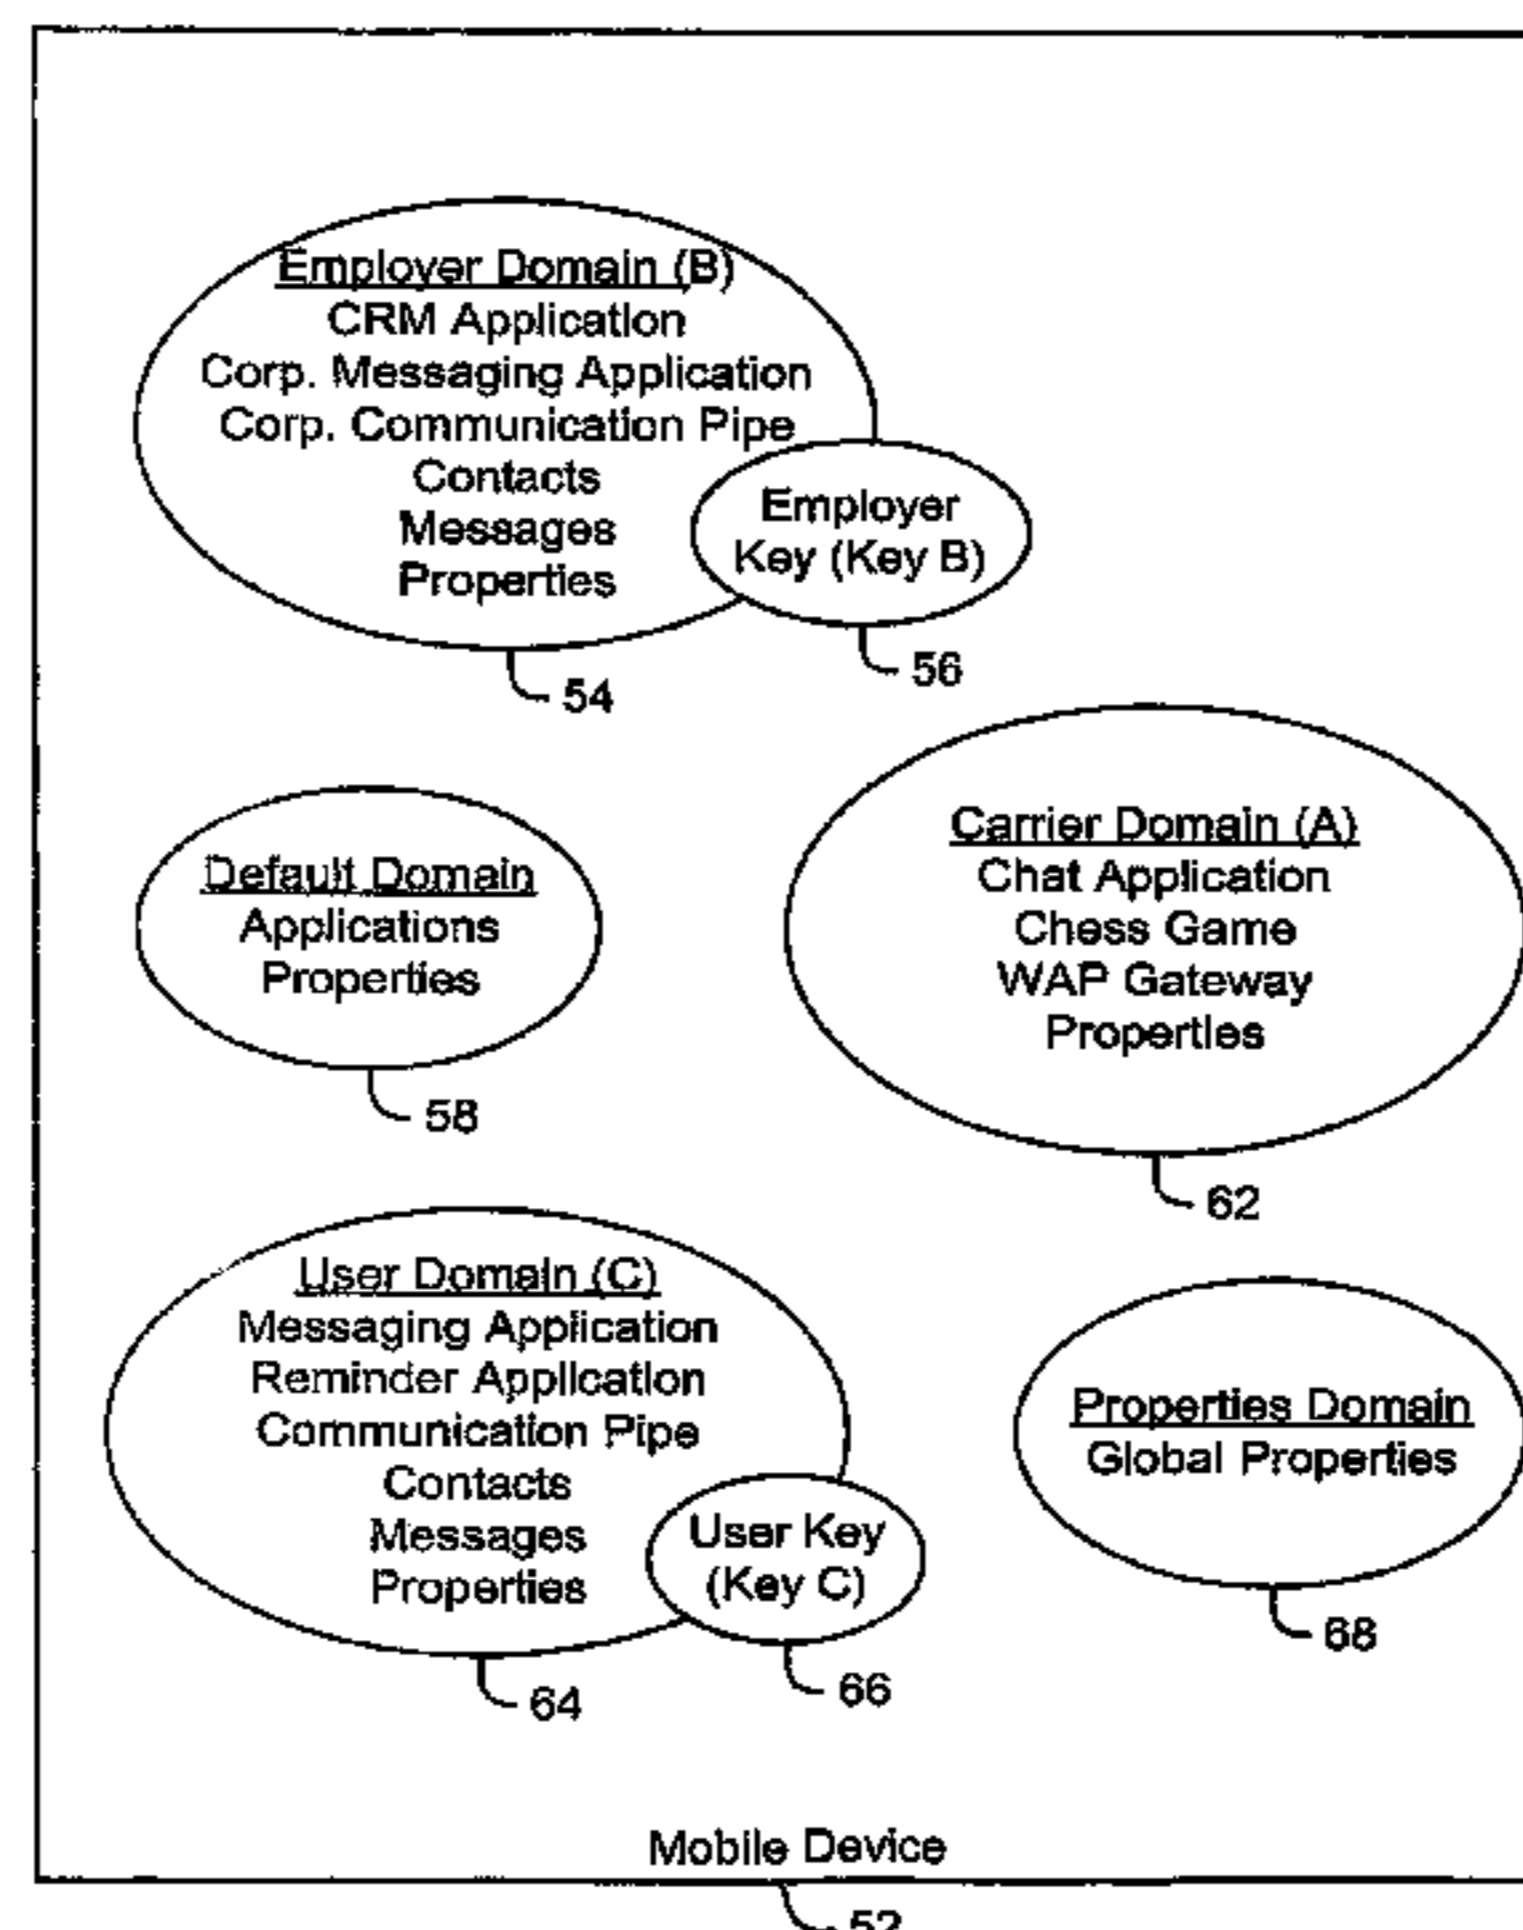 Employer Domain (B)
CRM Application
Corp. Messaging Application
Corp. Communication Pipe
Contacts
Messages
Properties
Employer
Key (Key B)
56
54
Default Domain
Applications
Properties
58
Carrier Domain (A)
Chat Application
Chess Game
WAP Gateway
Properties
62
User Domain (C)
Messaging Application
Reminder Application
Communication Pipe
Contacts
Messages
Properties
User Key
(Key C)
66
64
Properties Domain
Global Properties
68
Mobile Device
52